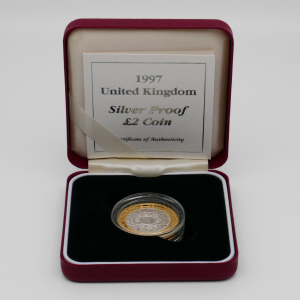 1997
United Kingdom
Silver Proof
£2 Coin
Certificate of Authenticity